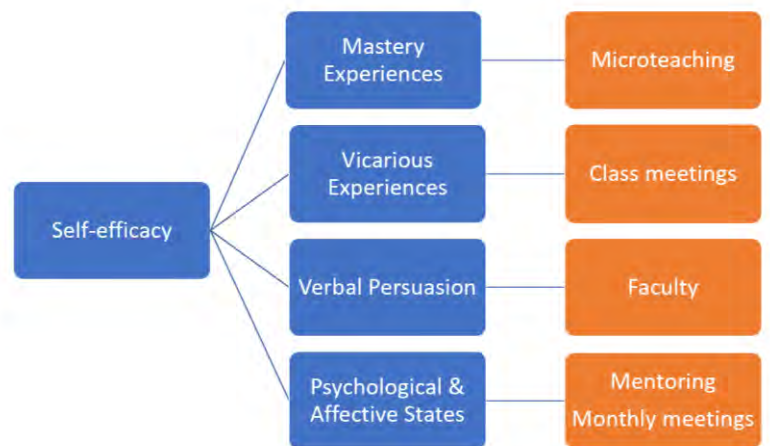 Self-efficacy
Mastery
Experiences
Microteaching
Vicarious
Experiences
Class meetings
Verbal Persuasion
Faculty
Psychological &
Affective States
Mentoring
Monthly meetings